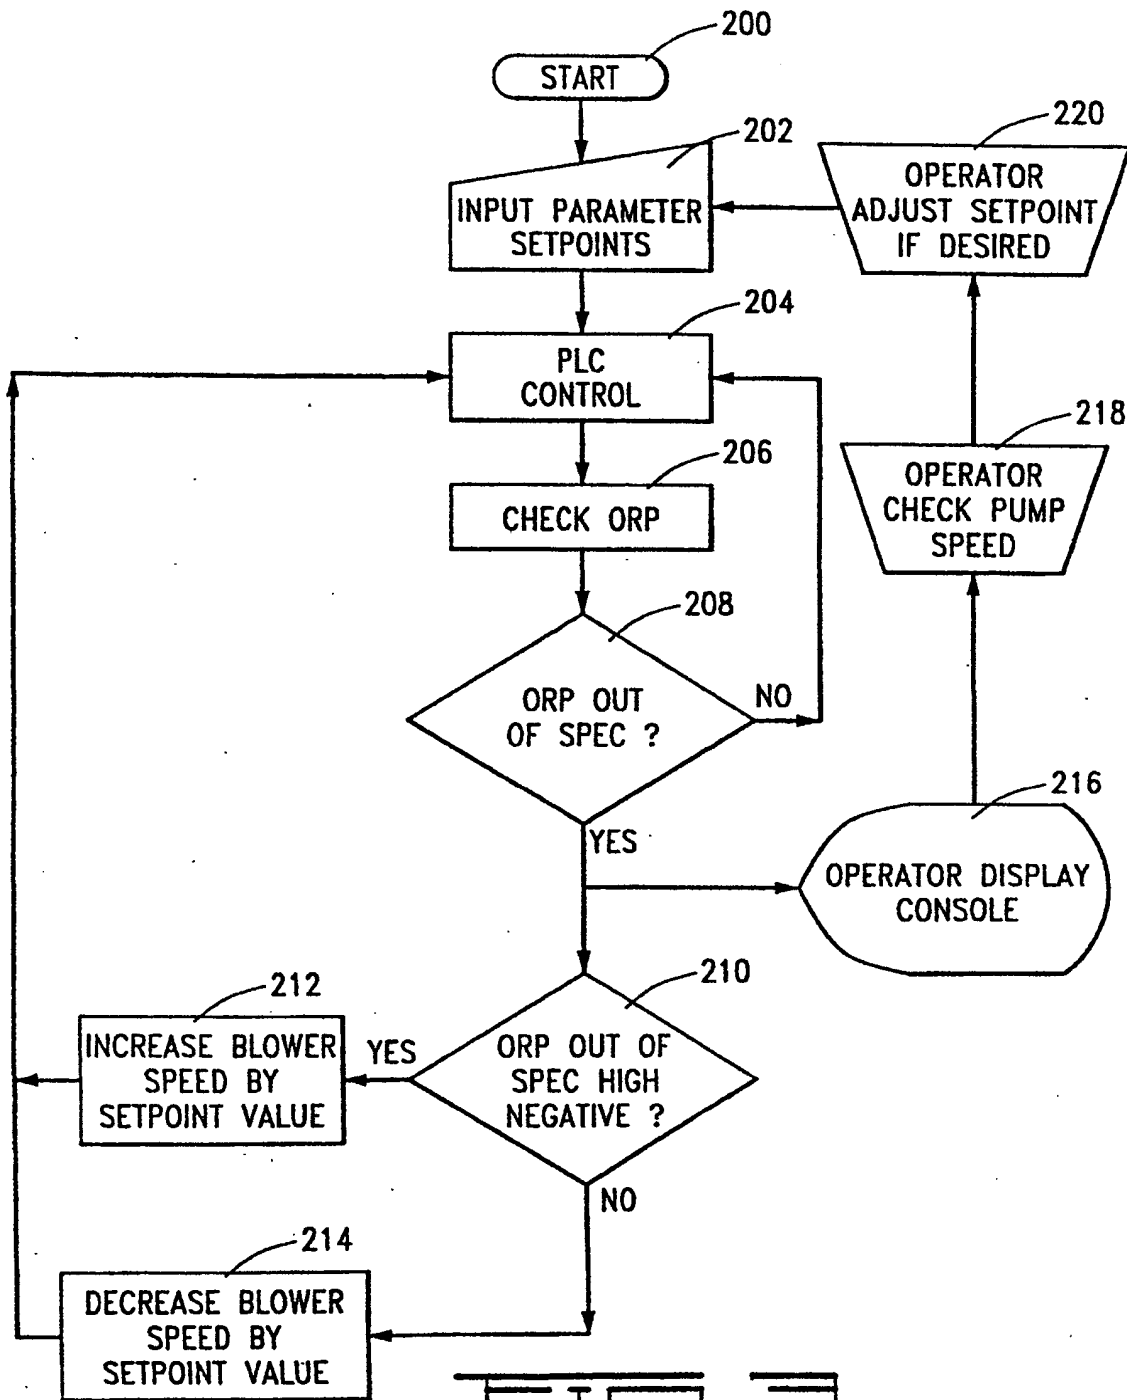 200
START
202
INPUT PARAMETER
SETPOINTS
220
OPERATOR
ADJUST SETPOINT
IF DESIRED
204
PLC
CONTROL
218
OPERATOR
CHECK PUMP
SPEED
206
CHECK ORP
208
ORP OUT
OF SPEC ?
NO
YES
216
OPERATOR DISPLAY
CONSOLE
210
ORP OUT OF
SPEC HIGH
NEGATIVE ?
YES
NO
212
INCREASE BLOWER
SPEED BY
SETPOINT VALUE
214
DECREASE BLOWER
SPEED BY
SETPOINT VALUE